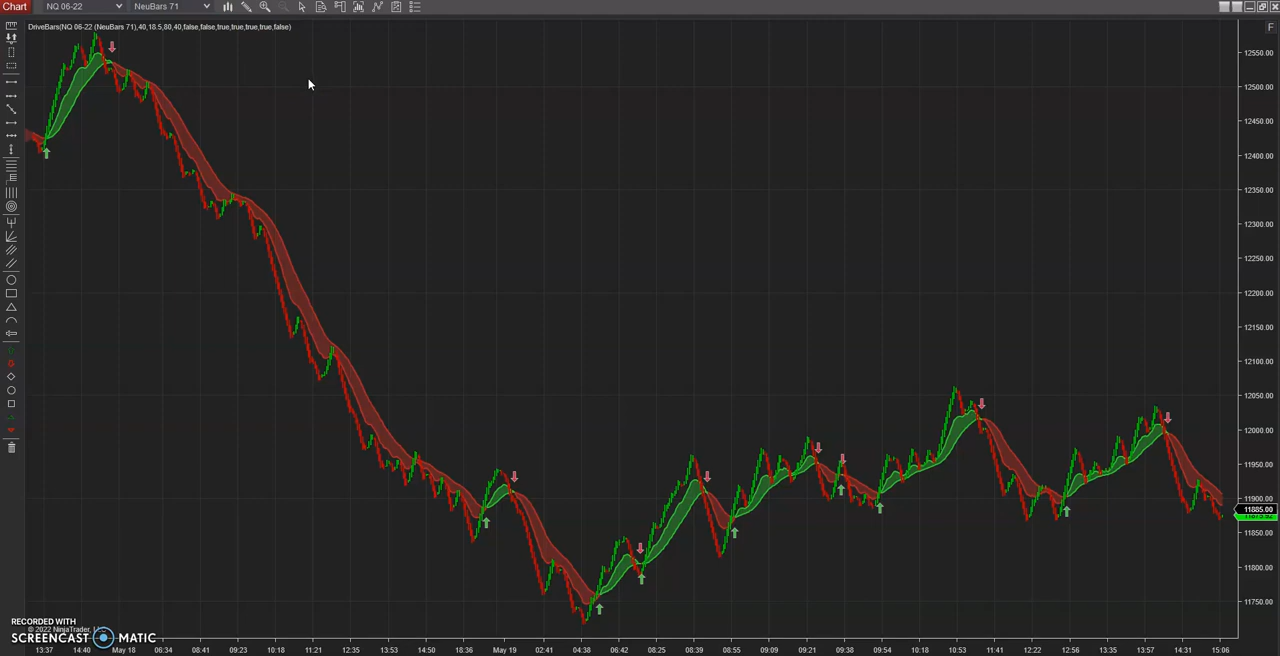 Chart NQ 06-22 NeuBars 71
DriveBars(NQ 06-22 (NeuBars 71),40,18.5,80,40,false,false,true,true,true,true,false)
F
12550.00
12500.00
12450.00
12400.00
12350.00
12300.00
12250.00
12200.00
12150.00
12100.00
12050.00
12000.00
11950.00
11900.00
11885.00
11850.00
11800.00
11750.00
RECORDED WITH
© 2022 NinjaTrader,
SCREENCAST MATIC
13:37 14:40 May 18 06:34 08:41 09:23 10:18 11:21 12:35 13:53 14:50 18:36 May 19 02:41 04:38 06:42 08:25 08:39 08:55 09:09 09:21 09:38 09:54 10:18 10:53 11:41 12:22 12:56 13:35 13:57 14:31 15:06